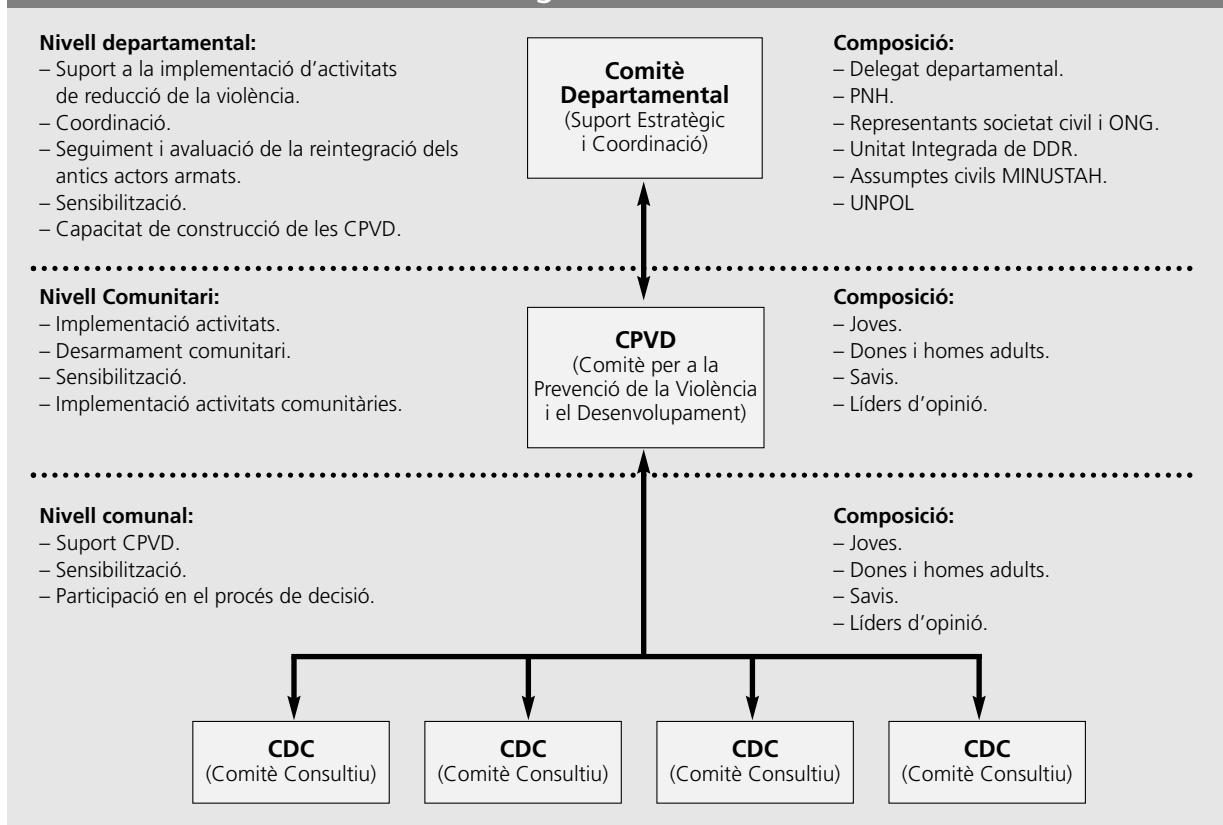 Nivell departamental:
– Suport a la implementació d'activitats
de reducció de la violència.
– Coordinació.
– Seguiment i avaluació de la reintegració dels
antics actors armats.
– Sensibilització.
– Capacitat de construcció de les CPVD.
Comitè
Departamental
(Suport Estratègic
i Coordinació)
Composició:
– Delegat departamental.
– PNH.
– Representants societat civil i ONG.
– Unitat Integrada de DDR.
– Assumptes civils MINUSTAH.
– UNPOL
Nivell Comunitari:
– Implementació activitats.
– Desarmament comunitari.
– Sensibilització.
– Implementació activitats comunitàries.
CPVD
(Comitè per a la
Prevenció de la Violència
i el Desenvolupament)
Composició:
– Joves.
– Dones i homes adults.
– Savis.
– Líders d'opinió.
Nivell comunal:
– Suport CPVD.
– Sensibilització.
– Participació en el procés de decisió.
Composició:
– Joves.
– Dones i homes adults.
– Savis.
– Líders d'opinió.
CDC
(Comitè Consultiu)
CDC
(Comitè Consultiu)
CDC
(Comitè Consultiu)
CDC
(Comitè Consultiu)